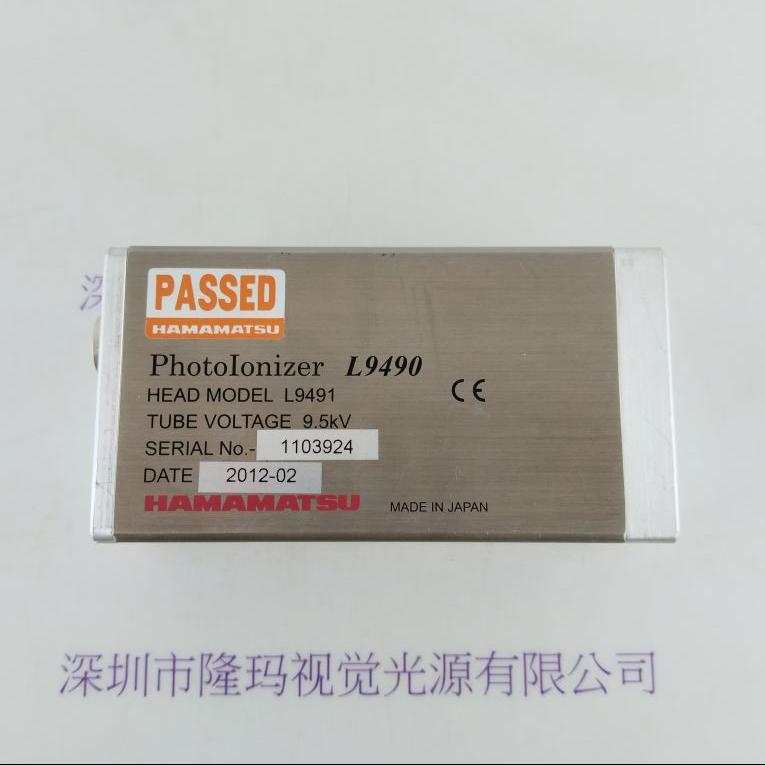 深
PASSED
HAMAMATSU
PhotoIonizer L9490
HEAD MODEL L9491
CE
TUBE VOLTAGE 9.5kV
SERIAL No.- 1103924
DATE 2012-02
HAMAMATSU
MADE IN JAPAN
深圳市隆玛视觉光源有限公司